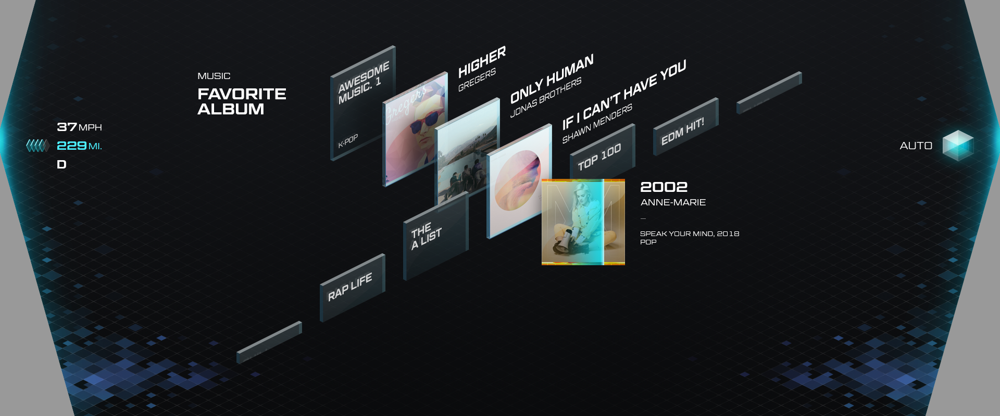 MUSIC
FAVORITE
ALBUM
37 MPH
229 MI.
D
AWESOME
MUSIC. 1
K-POP
Gregers
HIGHER
GREGERS
ONLY HUMAN
JONAS BROTHERS
IF I CAN'T HAVE YOU
SHAWN MENDERS
TOP 100
EDM HIT!
AUTO
THE
A LIST
RAP LIFE
2002
ANNE-MARIE
SPEAK YOUR MIND, 2018
POP